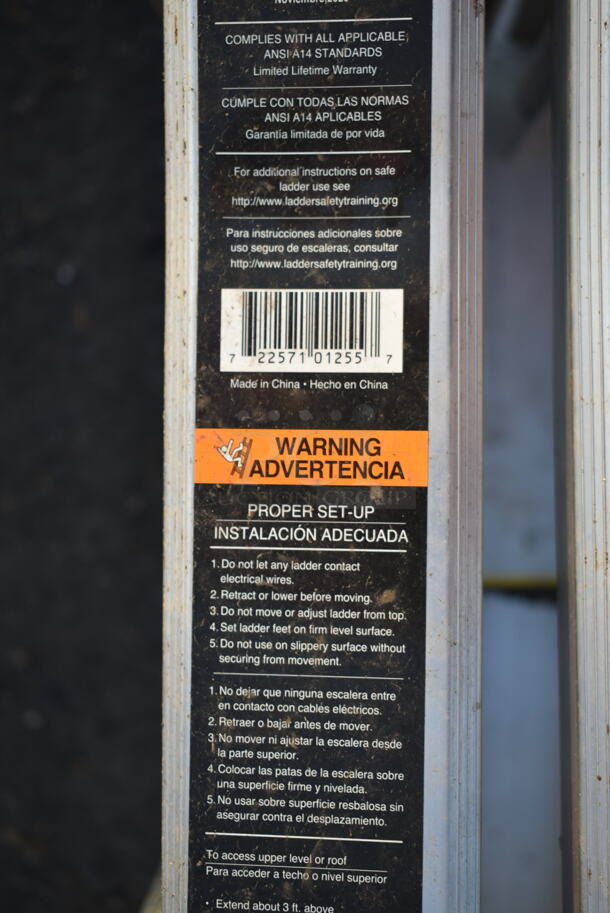 Noviembre,2020
COMPLIES WITH ALL APPLICABLE
ANSI A14 STANDARDS
Limited Lifetime Warranty
CUMPLE CON TODAS LAS NORMAS
ANSI A14 APLICABLES
Garantía limitada de por vida
For additional instructions on safe
ladder use see
http://www.laddersafetytraining.org
Para instrucciones adicionales sobre
uso seguro de escaleras, consultar
http://www.laddersafetytraining.org
7 22571 01255 7
Made in China • Hecho en China
WARNING
ADVERTENCIA
PROPER SET-UP
INSTALACIÓN ADECUADA
1. Do not let any ladder contact
electrical wires.
2. Retract or lower before moving.
3. Do not move or adjust ladder from top.
4. Set ladder feet on firm level surface.
5. Do not use on slippery surface without
securing from movement.
1. No dejar que ninguna escalera entre
en contacto con cables eléctricos.
2. Retraer o bajar antes de mover.
3. No mover ni ajustar la escalera desde
la parte superior.
4. Colocar las patas de la escalera sobre
una superficie firme y nivelada.
5. No usar sobre superficie resbalosa sin
asegurar contra el desplazamiento.
To access upper level or roof
Para acceder a techo o nivel superior
• Extend about 3 ft. above